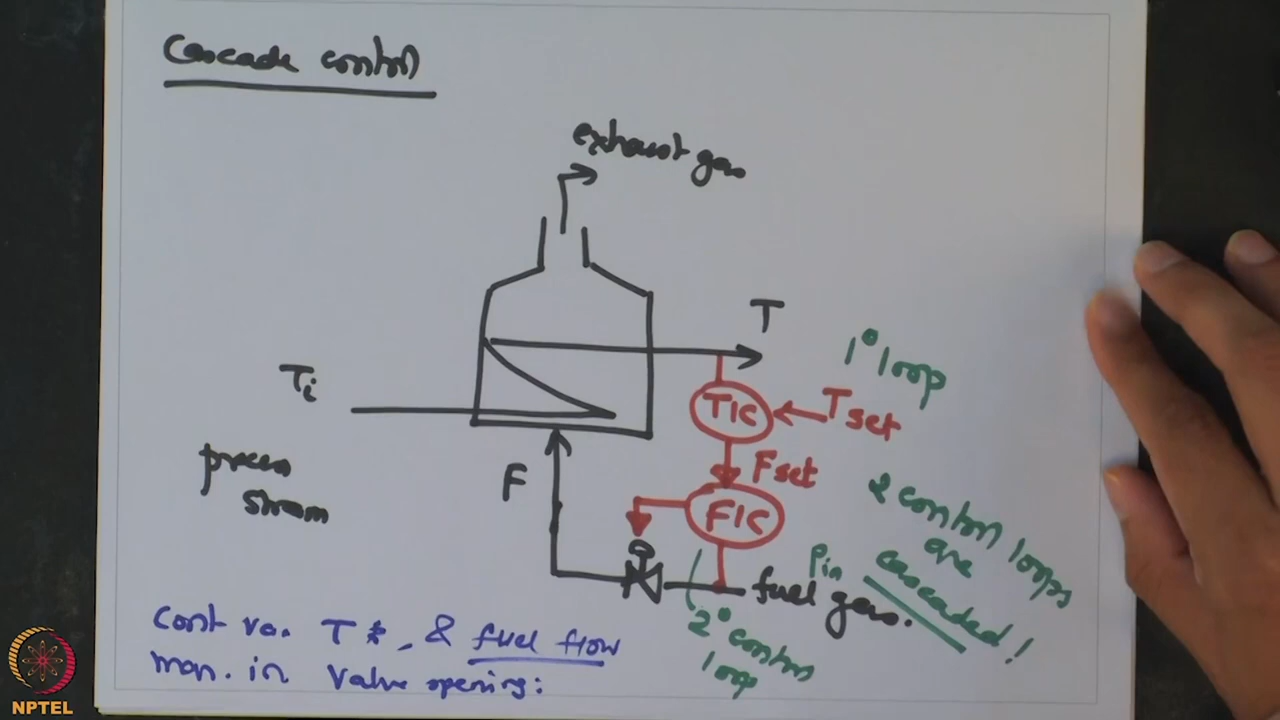 Cascade control
exhaust gas
T
1° loop
Ti
TIC
Tset
process
stream
F
Fset
FIC
2 control loops
are
cascaded!
Pin
fuel gas.
2° control
loop
Cont va. T &, & fuel flow
man. in valve opening:
NPTEL